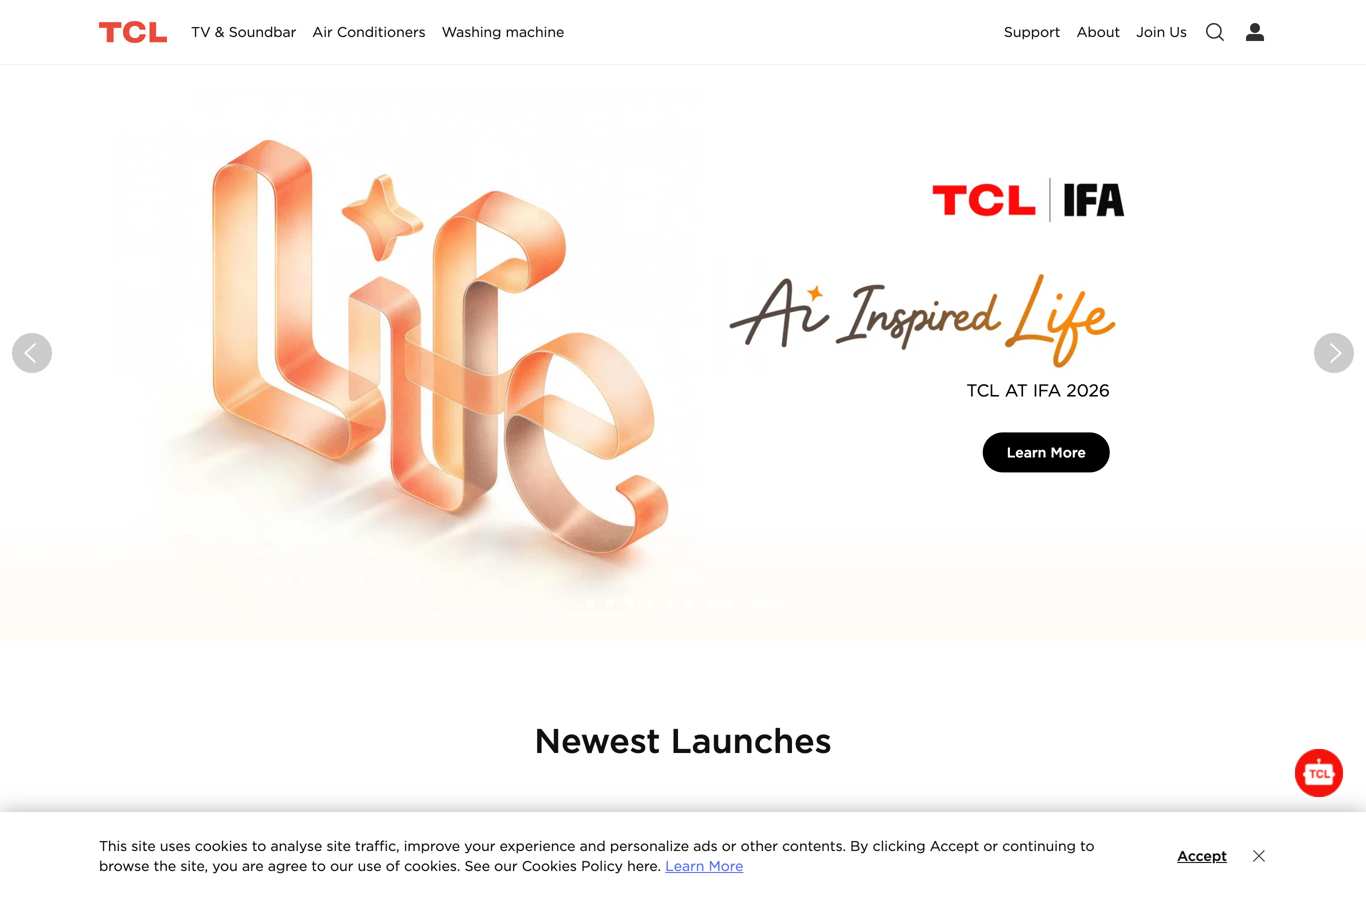 TCL
TV & Soundbar
Air Conditioners
Washing machine
Support
About
Join Us
Life
TCL | IFA
Ai Inspired Life
TCL AT IFA 2026
Learn More
Newest Launches
TCL
This site uses cookies to analyse site traffic, improve your experience and personalize ads or other contents. By clicking Accept or continuing to
browse the site, you are agree to our use of cookies. See our Cookies Policy here. Learn More
Accept